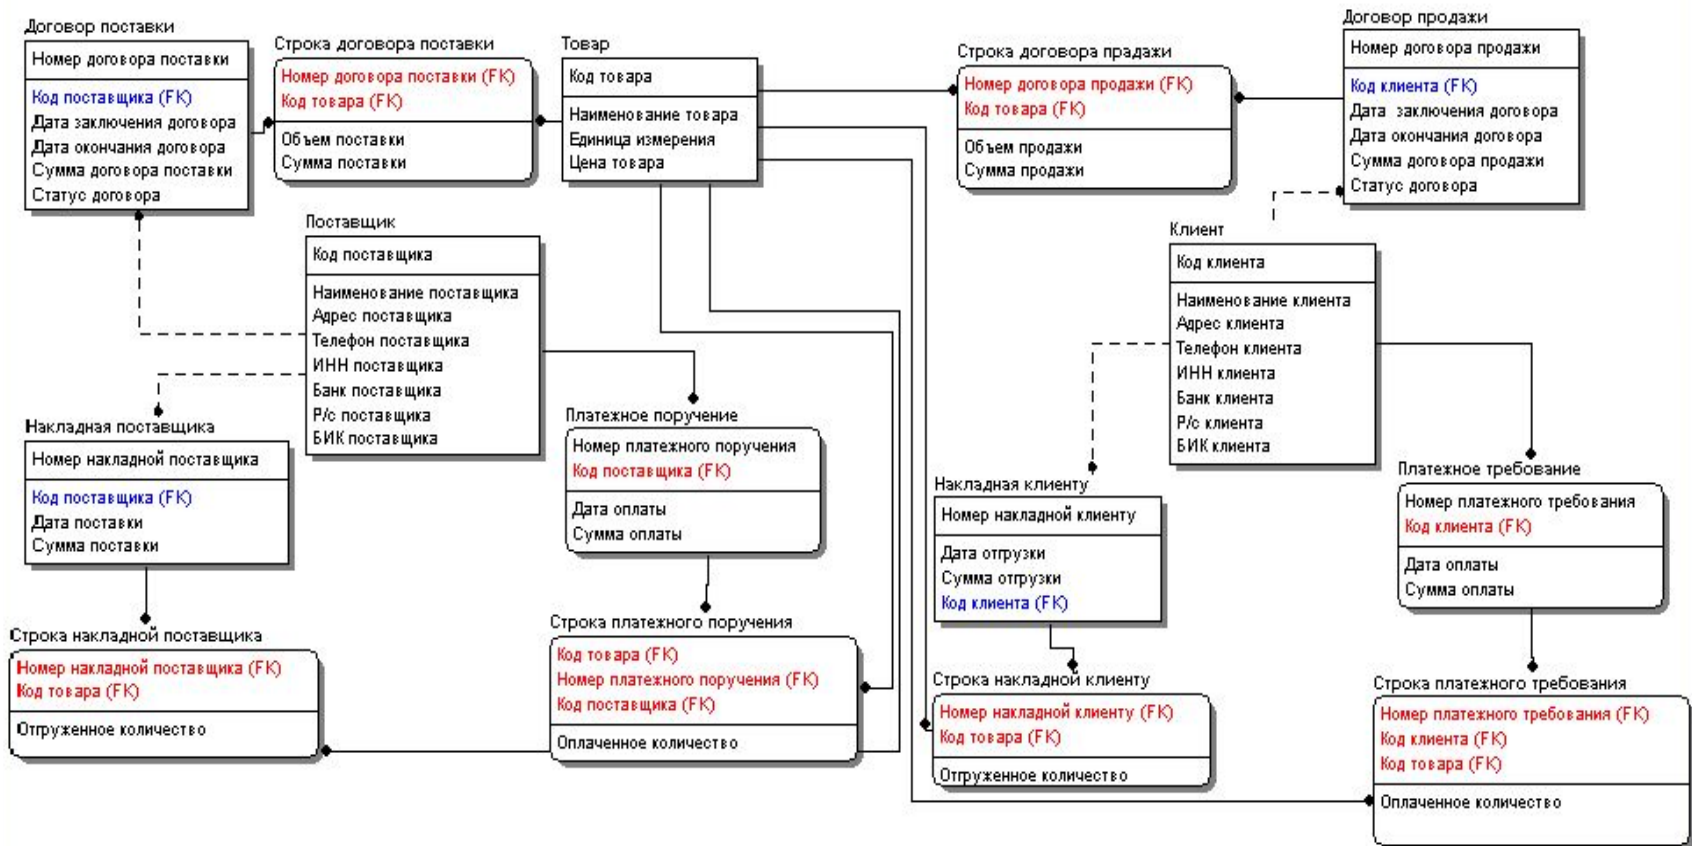 Договор поставки
Номер договора поставки
Код поставщика (FK)
Дата заключения договора
Дата окончания договора
Сумма договора поставки
Статус договора
Строка договора поставки
Номер договора поставки (FK)
Код товара (FK)
Объем поставки
Сумма поставки
Товар
Код товара
Наименование товара
Единица измерения
Цена товара
Строка договора прадажи
Номер договора продажи (FK)
Код товара (FK)
Объем продажи
Сумма продажи
Договор продажи
Номер договора продажи
Код клиента (FK)
Дата заключения договора
Дата окончания договора
Сумма договора продажи
Статус договора
Поставщик
Код поставщика
Наименование поставщика
Адрес поставщика
Телефон поставщика
ИНН поставщика
Банк поставщика
Р/с поставщика
БИК поставщика
Клиент
Код клиента
Наименование клиента
Адрес клиента
Телефон клиента
ИНН клиента
Банк клиента
Р/с клиента
БИК клиента
Накладная поставщика
Номер накладной поставщика
Код поставщика (FK)
Дата поставки
Сумма поставки
Платежное поручение
Номер платежного поручения
Код поставщика (FK)
Дата оплаты
Сумма оплаты
Накладная клиенту
Номер накладной клиенту
Дата отгрузки
Сумма отгрузки
Код клиента (FK)
Платежное требование
Номер платежного требования
Код клиента (FK)
Дата оплаты
Сумма оплаты
Строка накладной поставщика
Номер накладной поставщика (FK)
Код товара (FK)
Отгруженное количество
Строка платежного поручения
Код товара (FK)
Номер платежного поручения (FK)
Код поставщика (FK)
Оплаченное количество
Строка накладной клиенту
Номер накладной клиенту (FK)
Код товара (FK)
Отгруженное количество
Строка платежного требования
Номер платежного требования (FK)
Код клиента (FK)
Код товара (FK)
Оплаченное количество